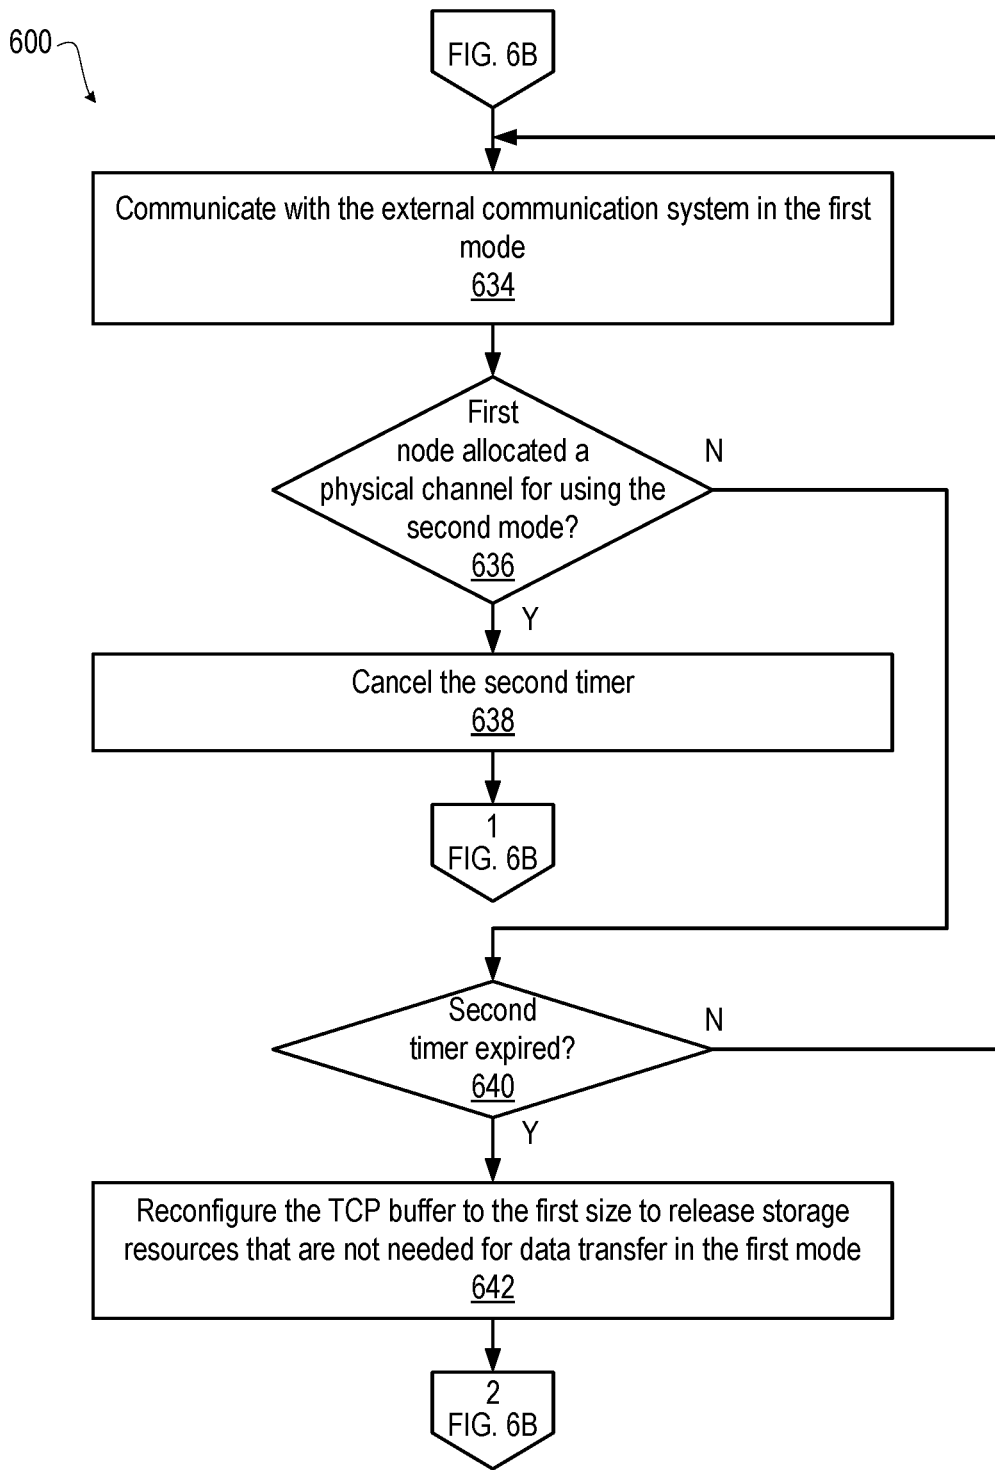 600
FIG. 6B
Communicate with the external communication system in the first
mode
634
First
node allocated a
physical channel for using the
second mode?
636
N
Y
Cancel the second timer
638
1
FIG. 6B
Second
timer expired?
640
N
Y
Reconfigure the TCP buffer to the first size to release storage
resources that are not needed for data transfer in the first mode
642
2
FIG. 6B